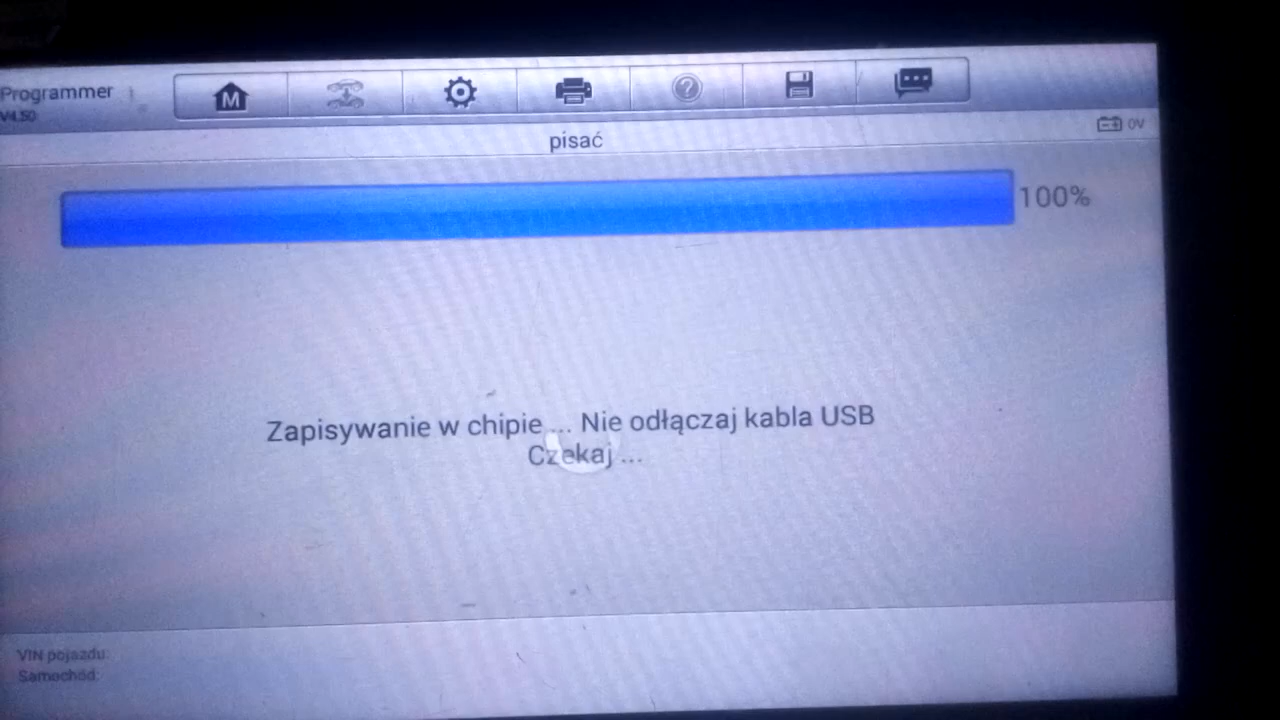 Programmer
V4.50
M
?
0V
pisać
100%
Zapisywanie w chipie ... Nie odłączaj kabla USB
Czekaj ...
VIN pojazdu:
Samochód: